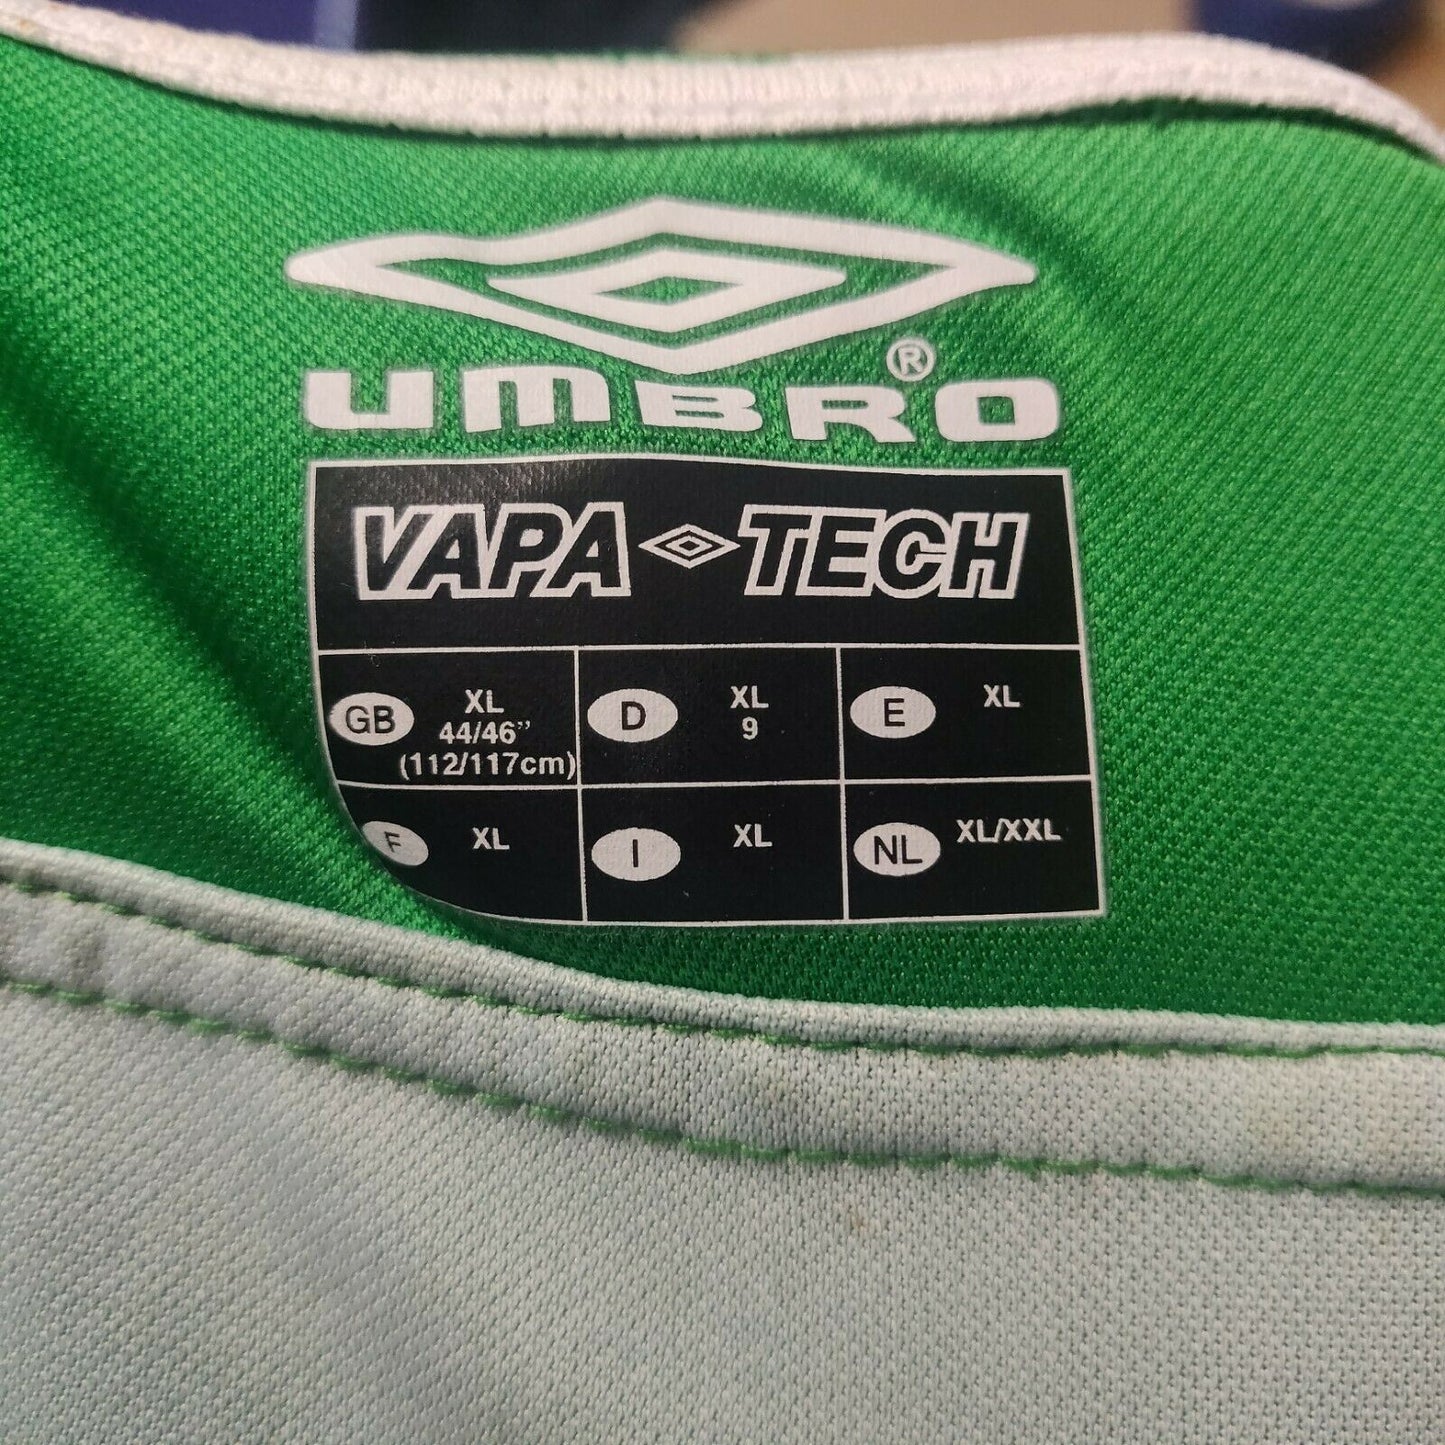 UMBRO®
VAPA TECH
GB XL 44/46” (112/117cm)
D XL 9
E XL
F XL
I XL
NL XL/XXL